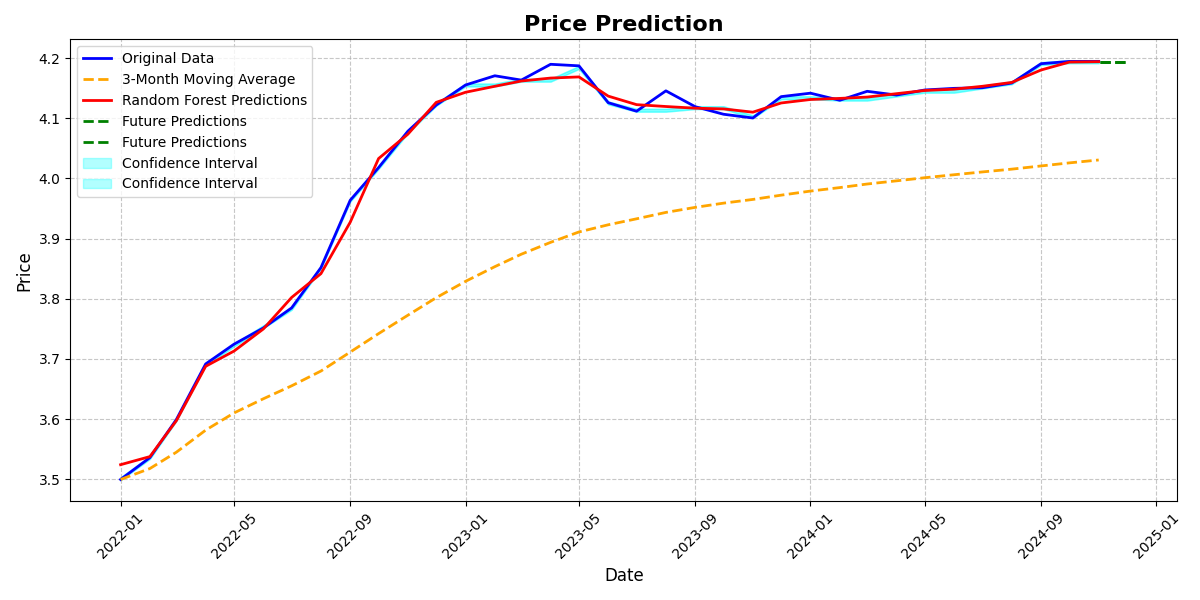 Price Prediction
Original Data
3-Month Moving Average
Random Forest Predictions
Future Predictions
Future Predictions
Confidence Interval
Confidence Interval
Price
4.2
4.1
4.0
3.9
3.8
3.7
3.6
3.5
2022-01
2022-05
2022-09
2023-01
2023-05
2023-09
2024-01
2024-05
2024-09
2025-01
Date